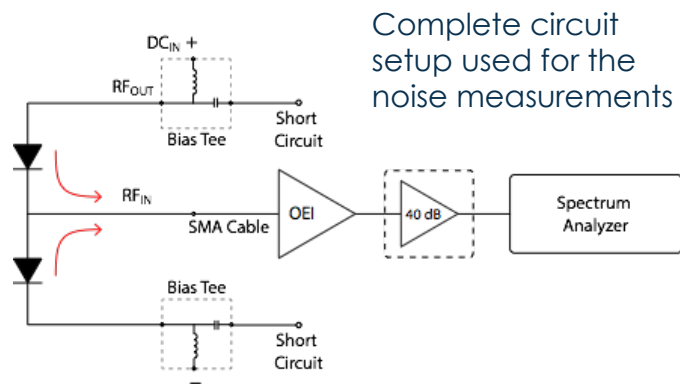 Complete circuit
setup used for the
noise measurements
DC_IN +
RF_OUT
Bias Tee
Short
Circuit
RF_IN
SMA Cable
OEI
40 dB
Spectrum
Analyzer
Bias Tee
Short
Circuit
–